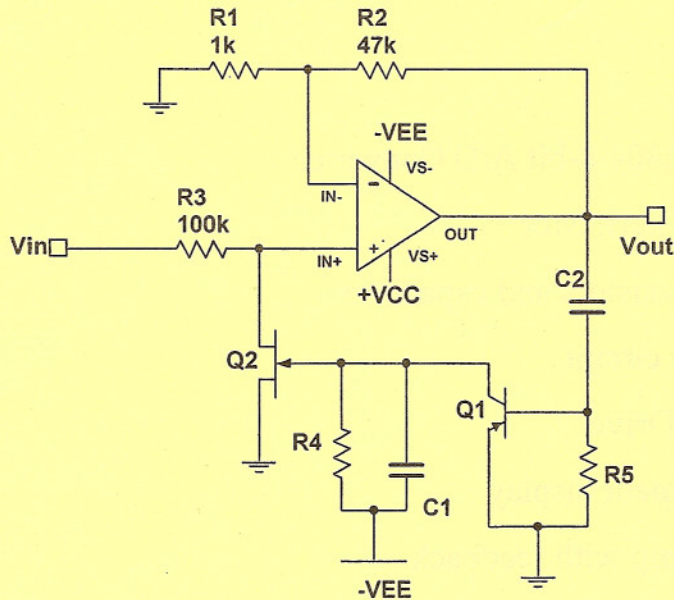 R1
1k
R2
47k
-VEE
VS-
IN-
R3
100k
Vin
IN+
VS+
OUT
Vout
+VCC
C2
Q2
Q1
R4
C1
R5
-VEE